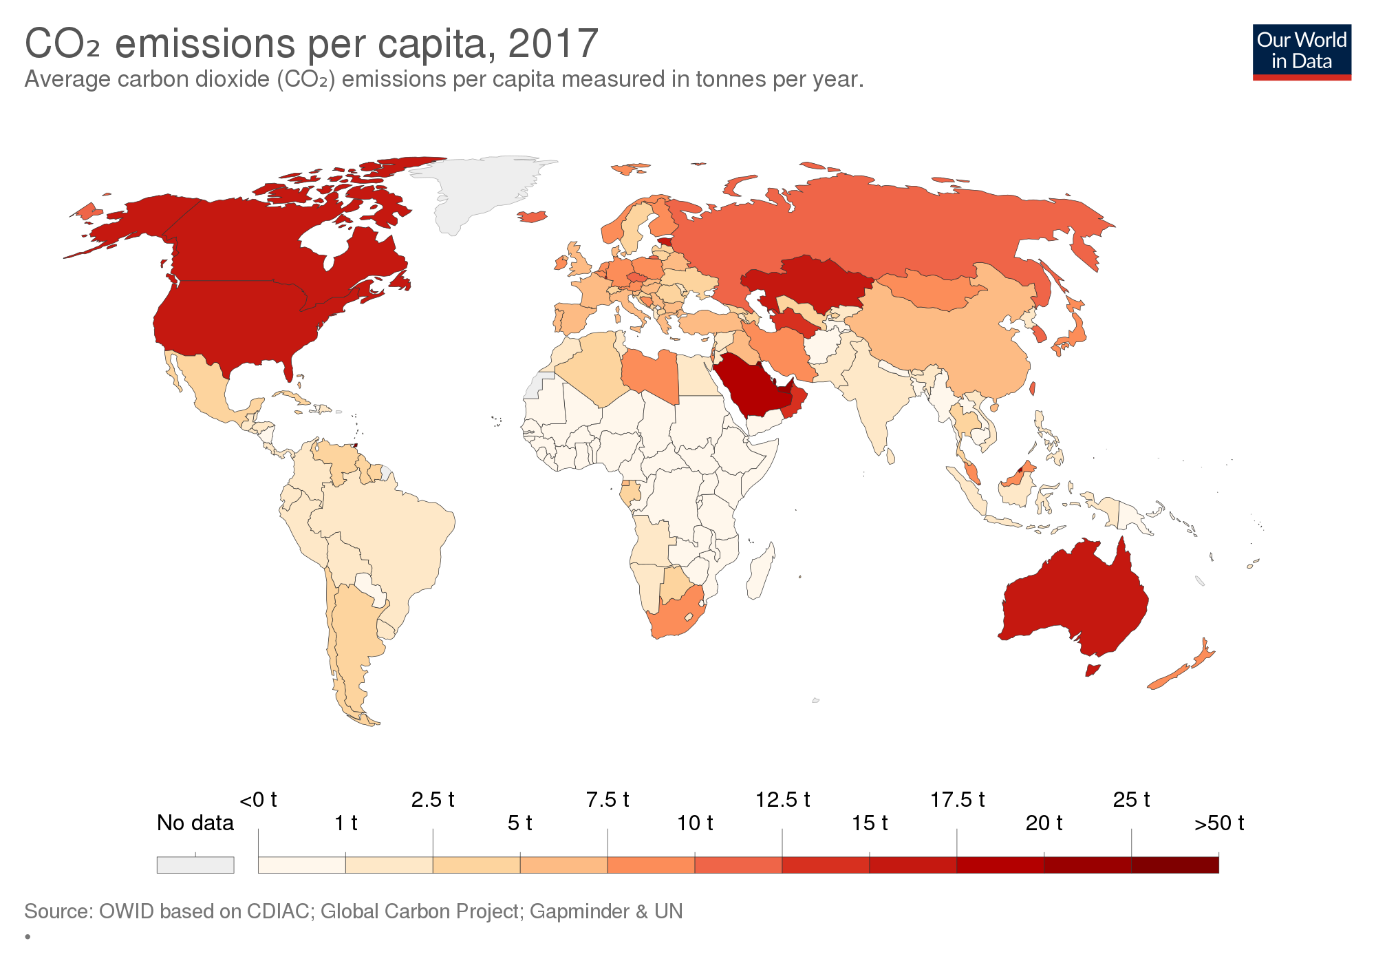 CO₂ emissions per capita, 2017
Average carbon dioxide (CO₂) emissions per capita measured in tonnes per year.
Our World
in Data
<0 t 2.5 t 7.5 t 12.5 t 17.5 t 25 t
No data 1 t 5 t 10 t 15 t 20 t >50 t
Source: OWID based on CDIAC; Global Carbon Project; Gapminder & UN
•